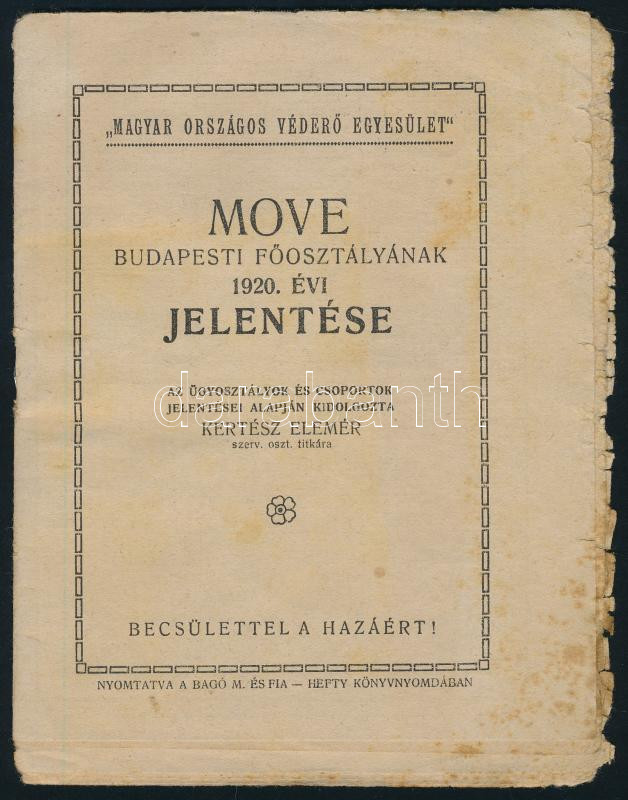 „MAGYAR ORSZÁGOS VÉDERŐ EGYESÜLET"
MOVE
BUDAPESTI FŐOSZTÁLYÁNAK
1920. ÉVI
JELENTÉSE
AZ ÜGYOSZTÁLYOK ÉS CSOPORTOK
JELENTÉSEI ALAPJÁN KIDOLGOZTA
darabanth
KERTÉSZ ELEMÉR
szerv. oszt. titkára
BECSÜLETTEL A HAZÁÉRT!
NYOMTATVA A BAGÓ M. ÉS FIA — HEFTY KÖNYVNYOMDÁBAN